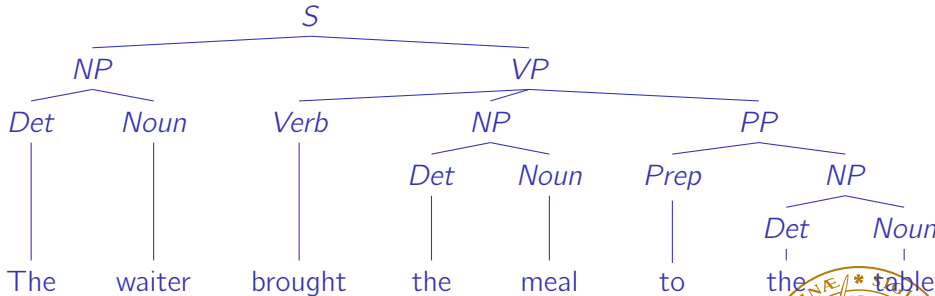 S
NP VP
Det Noun Verb NP PP
Det Noun Prep NP
Det Noun
The waiter brought the meal to the table